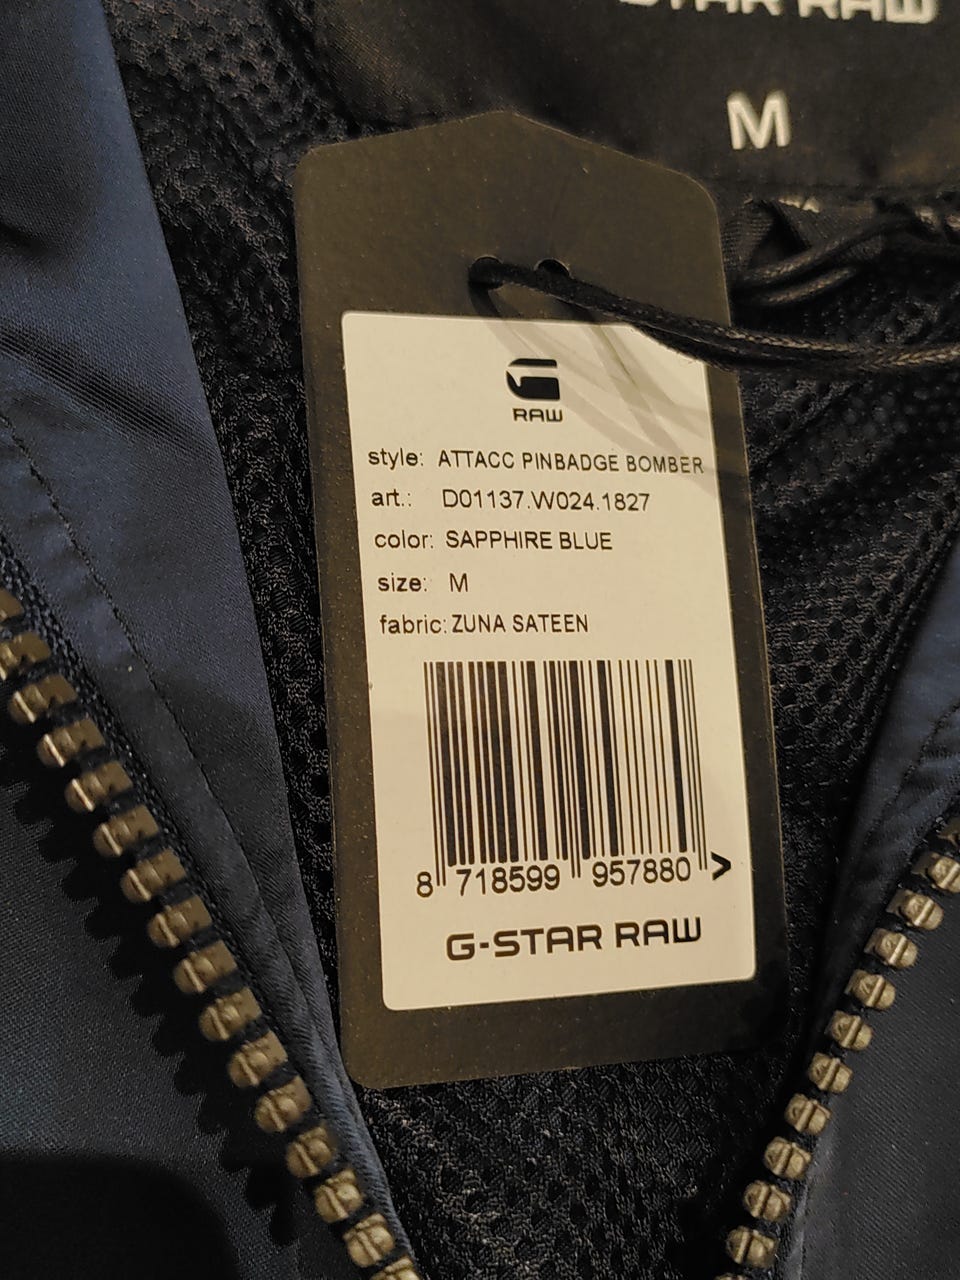 G-STAR RAW
M
RAW
style: ATTACC PINBADGE BOMBER
art.: D01137.W024.1827
color: SAPPHIRE BLUE
size: M
fabric: ZUNA SATEEN
8 718599 957880 >
G-STAR RAW